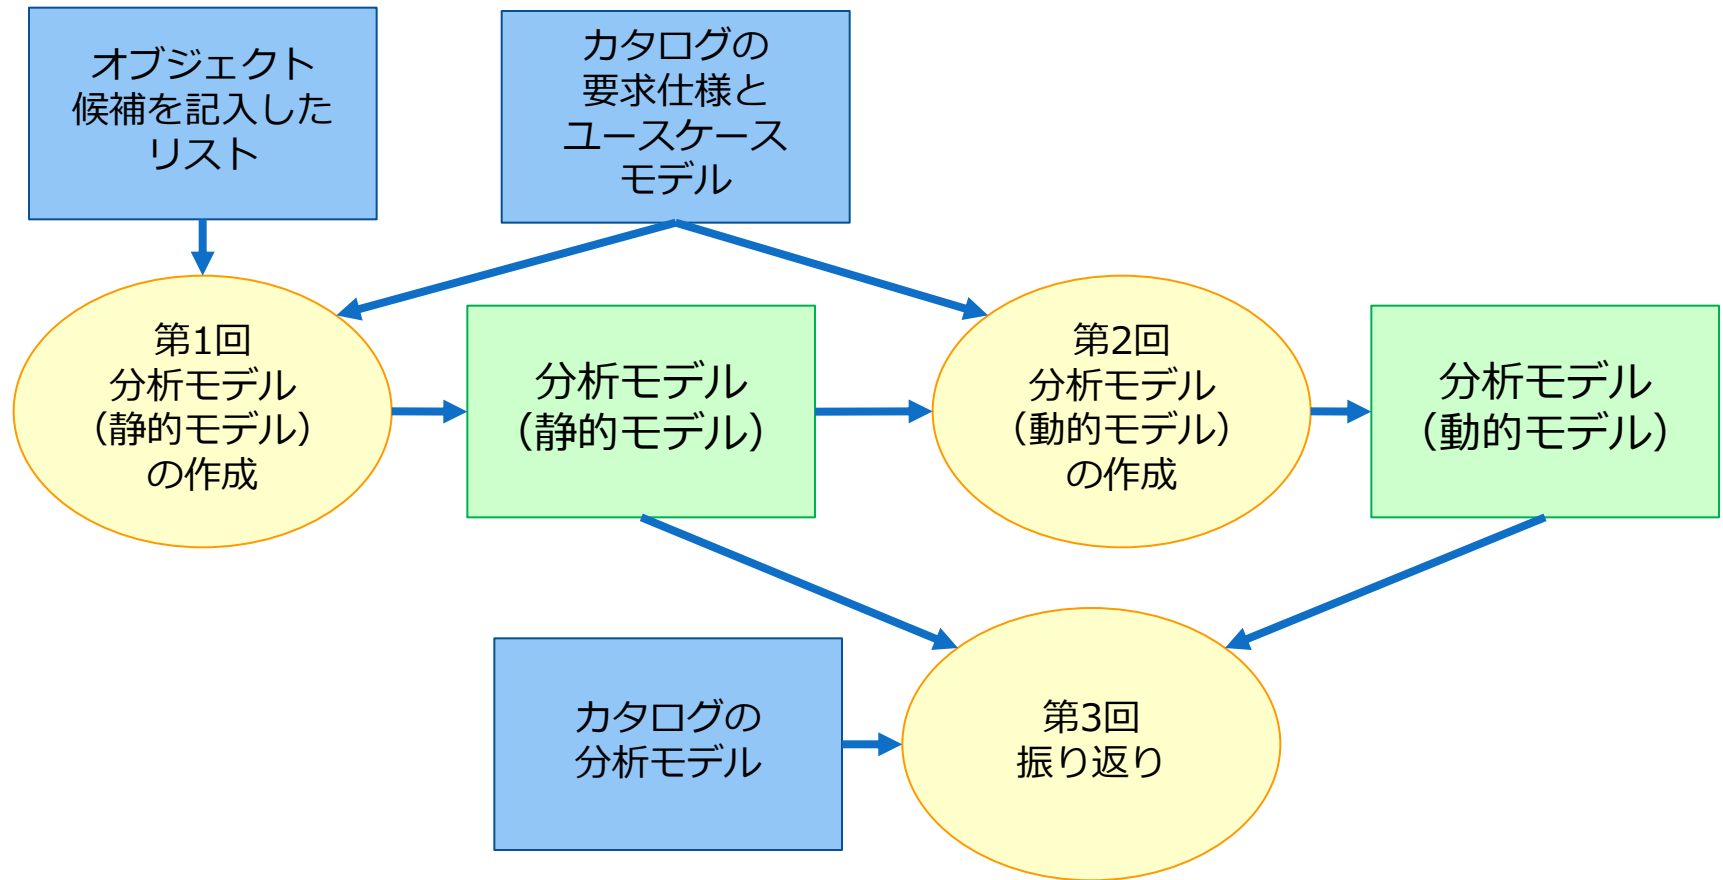 オブジェクト
候補を記入した
リスト
カタログの
要求仕様と
ユースケース
モデル
第1回
分析モデル
（静的モデル）
の作成
分析モデル
（静的モデル）
第2回
分析モデル
（動的モデル）
の作成
分析モデル
（動的モデル）
カタログの
分析モデル
第3回
振り返り